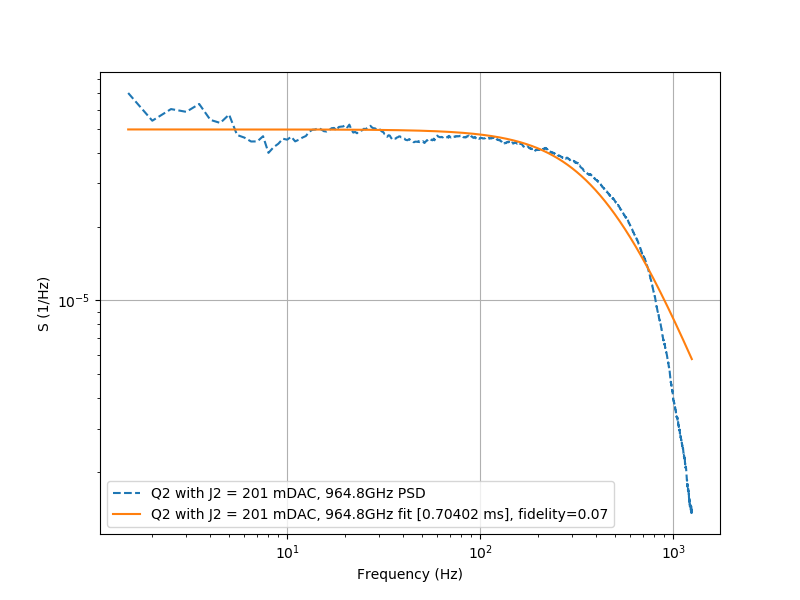 S (1/Hz)
10⁻⁵
Q2 with J2 = 201 mDAC, 964.8GHz PSD
Q2 with J2 = 201 mDAC, 964.8GHz fit [0.70402 ms], fidelity=0.07
10¹ 10² 10³
Frequency (Hz)